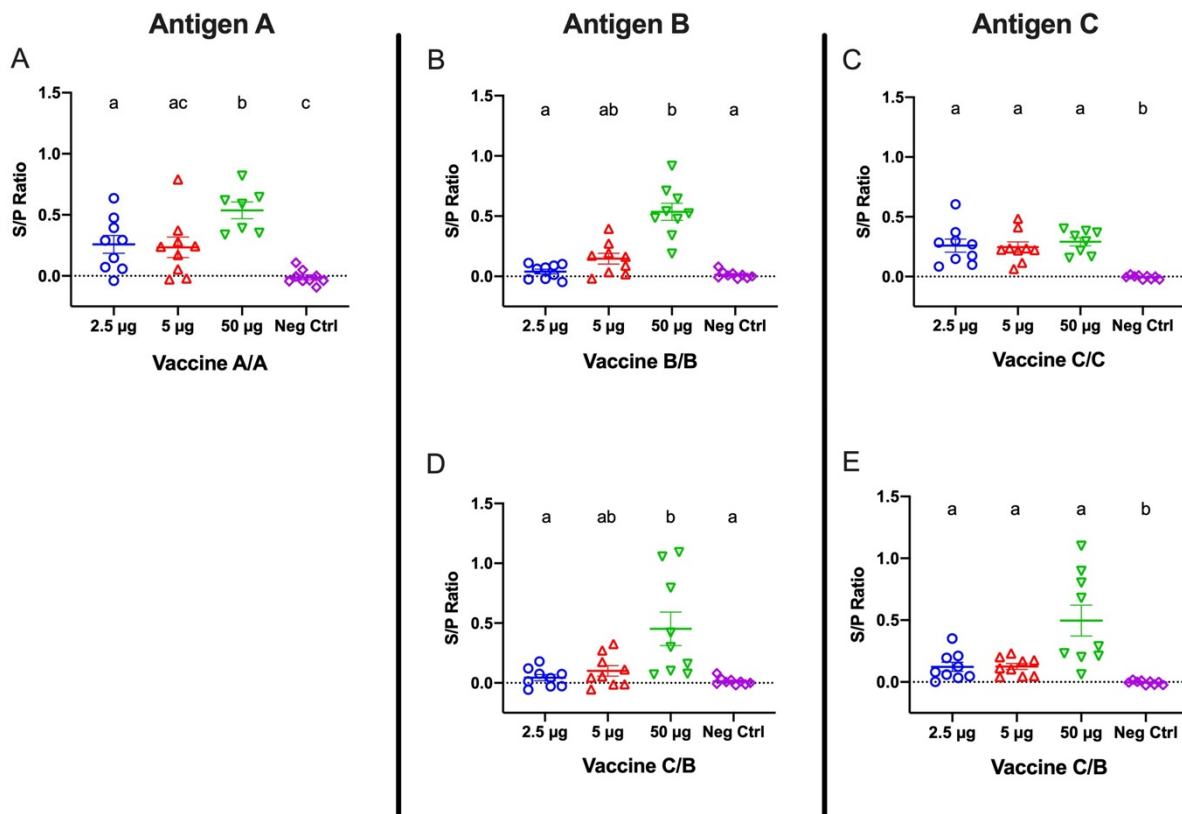 Antigen A
Antigen B
Antigen C
A
a ac b c
1.5
1.0
0.5
0.0
S/P Ratio
2.5 µg 5 µg 50 µg Neg Ctrl
Vaccine A/A
B
a ab b a
1.5
1.0
0.5
0.0
S/P Ratio
2.5 µg 5 µg 50 µg Neg Ctrl
Vaccine B/B
C
a a a b
1.5
1.0
0.5
0.0
S/P Ratio
2.5 µg 5 µg 50 µg Neg Ctrl
Vaccine C/C
D
a ab b a
1.5
1.0
0.5
0.0
S/P Ratio
2.5 µg 5 µg 50 µg Neg Ctrl
Vaccine C/B
E
a a a b
1.5
1.0
0.5
0.0
S/P Ratio
2.5 µg 5 µg 50 µg Neg Ctrl
Vaccine C/B